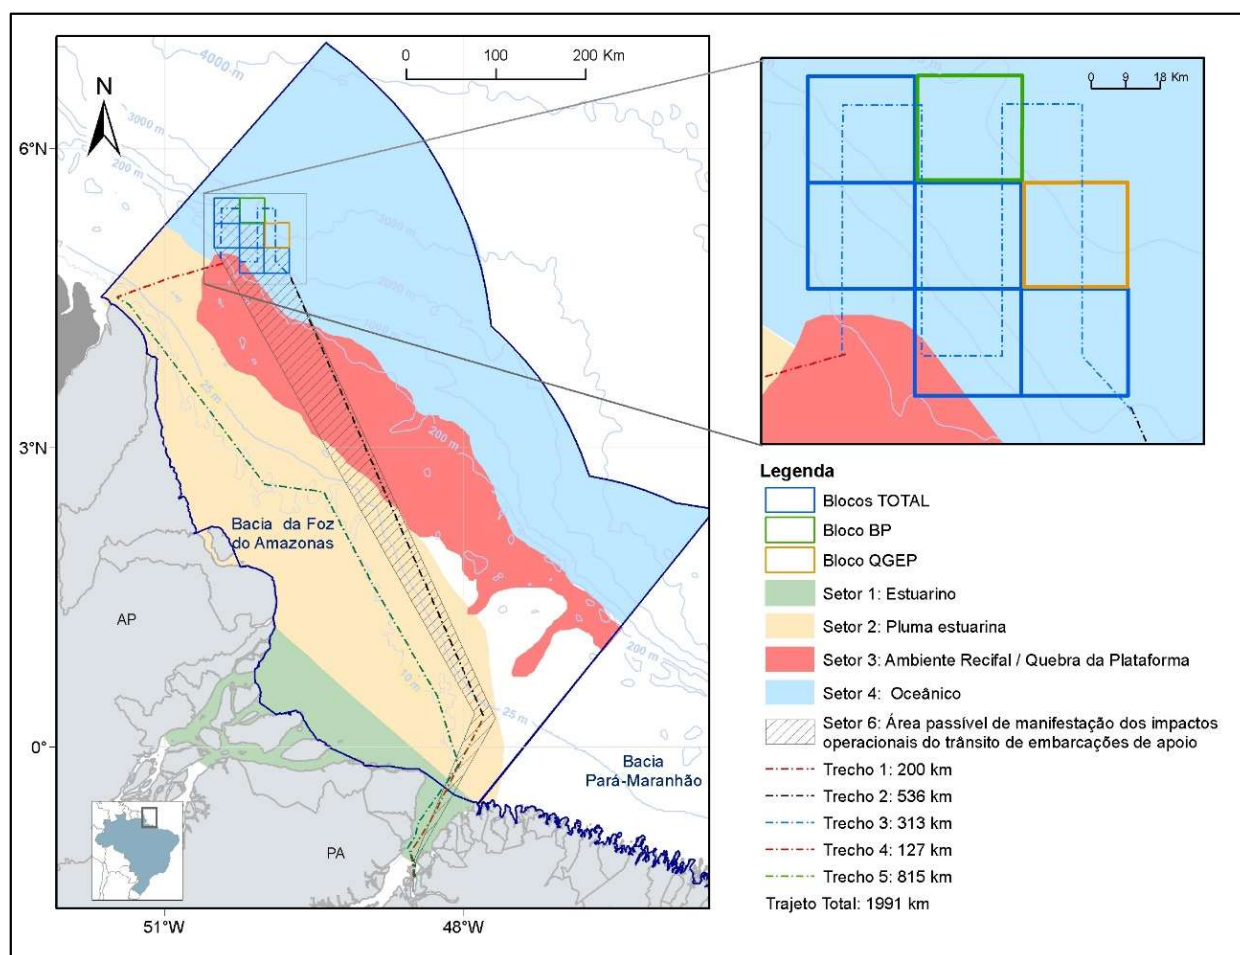 0 100 200 Km
4000 m
N
3000 m
200 m
6°N
3°N
0°
51°W
48°W
25 m
200 m
Bacia da Foz
do Amazonas
AP
10 m
25 m
200 m
Bacia
Pará-Maranhão
PA
0 9 18 Km
Legenda
Blocos TOTAL
Bloco BP
Bloco QGEP
Setor 1: Estuarino
Setor 2: Pluma estuarina
Setor 3: Ambiente Recifal / Quebra da Plataforma
Setor 4: Oceânico
Setor 6: Área passível de manifestação dos impactos
operacionais do trânsito de embarcações de apoio
Trecho 1: 200 km
Trecho 2: 536 km
Trecho 3: 313 km
Trecho 4: 127 km
Trecho 5: 815 km
Trajeto Total: 1991 km